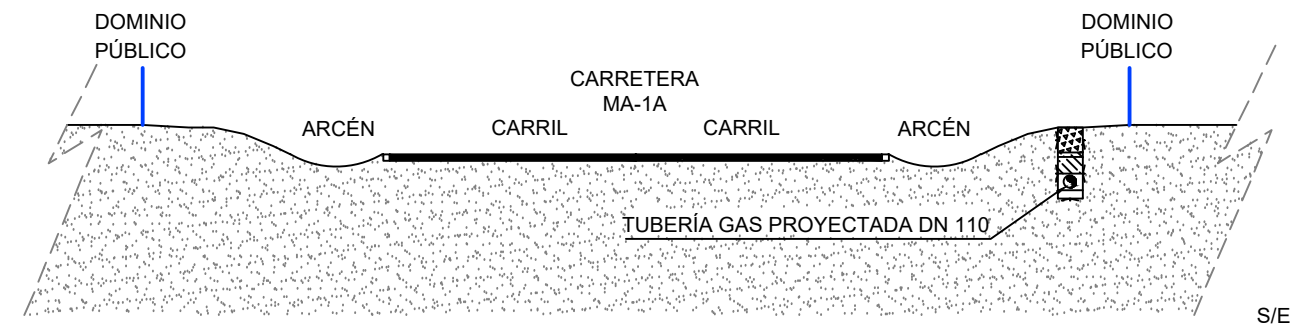 DOMINIO
PÚBLICO
DOMINIO
PÚBLICO
CARRETERA
MA-1A
ARCÉN
CARRIL
CARRIL
ARCÉN
TUBERÍA GAS PROYECTADA DN 110
S/E